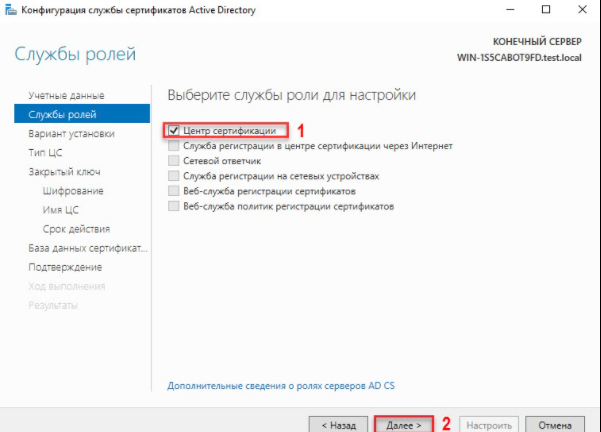 Конфигурация службы сертификатов Active Directory
Службы ролей
КОНЕЧНЫЙ СЕРВЕР
WIN-1S5CABOT9FD.test.local
Учетные данные
Службы ролей
Вариант установки
Тип ЦС
Закрытый ключ
Шифрование
Имя ЦС
Срок действия
База данных сертификат...
Подтверждение
Ход выполнения
Результаты
Выберите службы роли для настройки
Центр сертификации 1
Служба регистрации в центре сертификации через Интернет
Сетевой ответчик
Служба регистрации на сетевых устройствах
Веб-служба регистрации сертификатов
Веб-служба политик регистрации сертификатов
Дополнительные сведения о ролях серверов AD CS
< Назад Далее > 2 Настроить Отмена